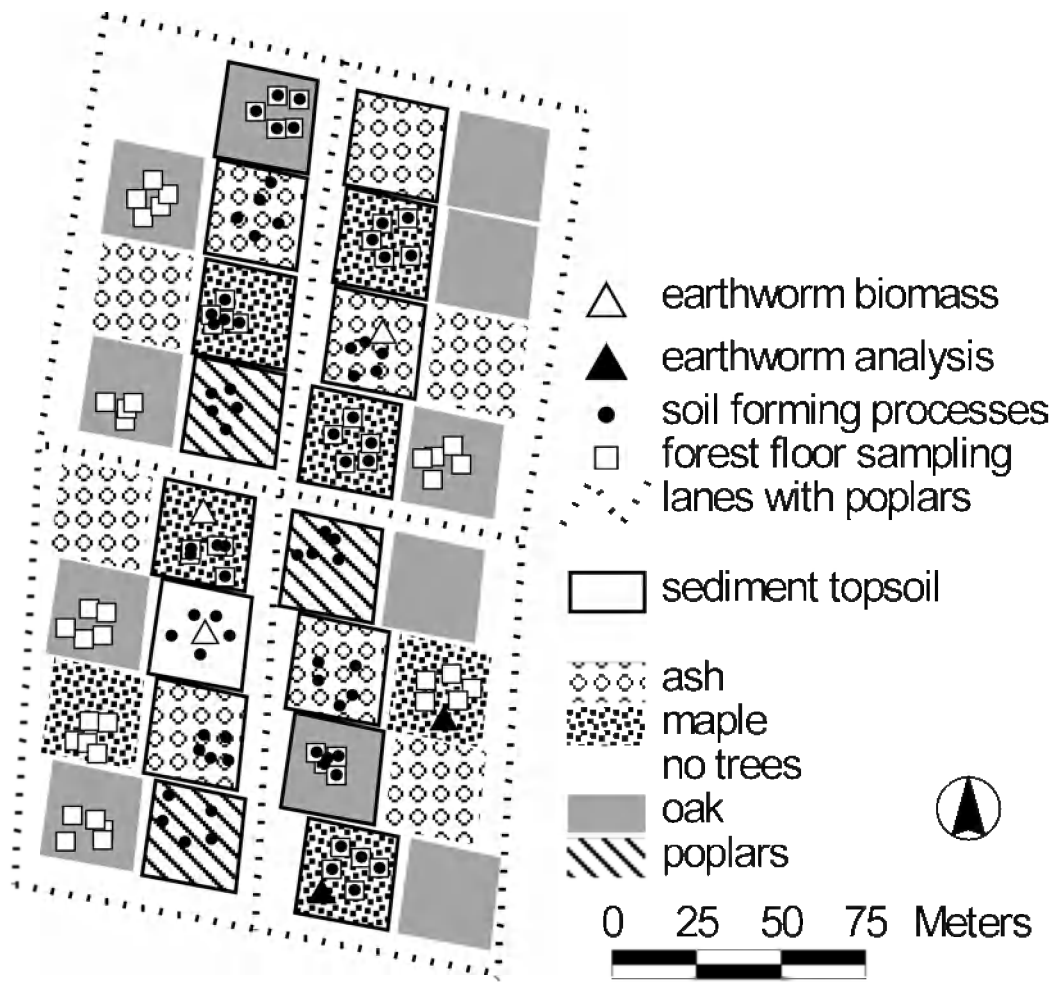 earthworm biomass
earthworm analysis
soil forming processes
forest floor sampling
lanes with poplars
sediment topsoil
ash
maple
no trees
oak
poplars
0 25 50 75 Meters